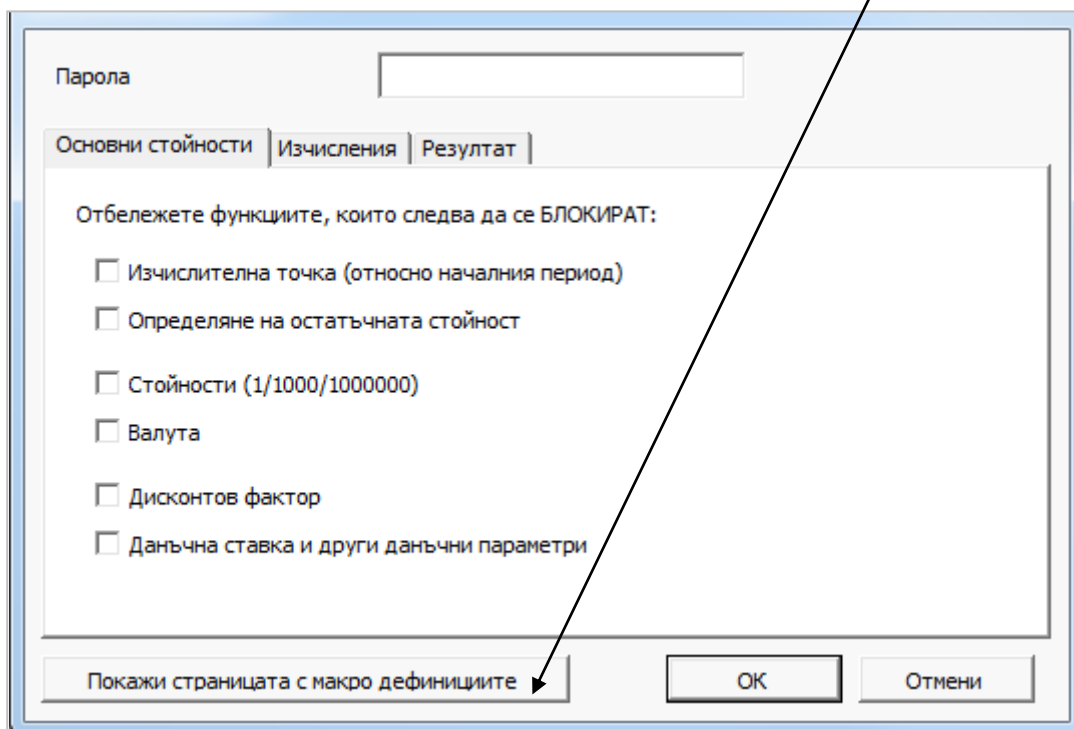 Парола
Основни стойности Изчисления Резултат
Отбележете функциите, които следва да се БЛОКИРАТ:
Изчислителна точка (относно началния период)
Определяне на остатъчната стойност
Стойности (1/1000/1000000)
Валута
Дисконтов фактор
Данъчна ставка и други данъчни параметри
Покажи страницата с макро дефинициите OK Отмени